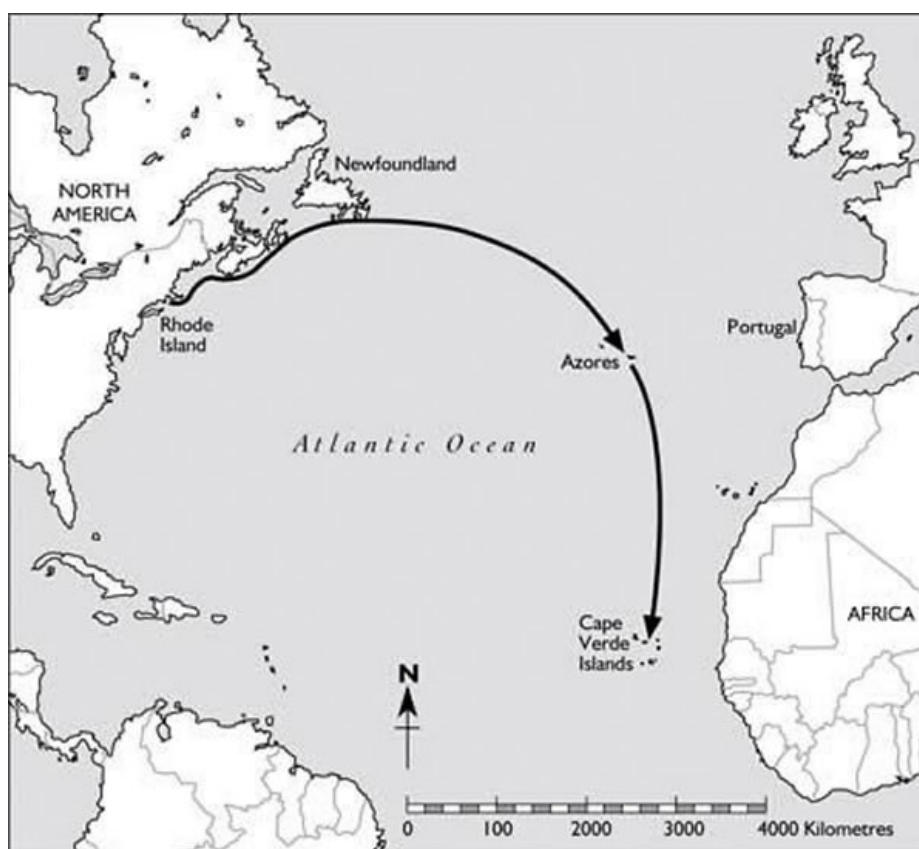 Newfoundland
NORTH
AMERICA
Rhode
Island
Portugal
Azores
Atlantic Ocean
Cape
Verde
Islands
AFRICA
N
0 100 2000 3000 4000 Kilometres